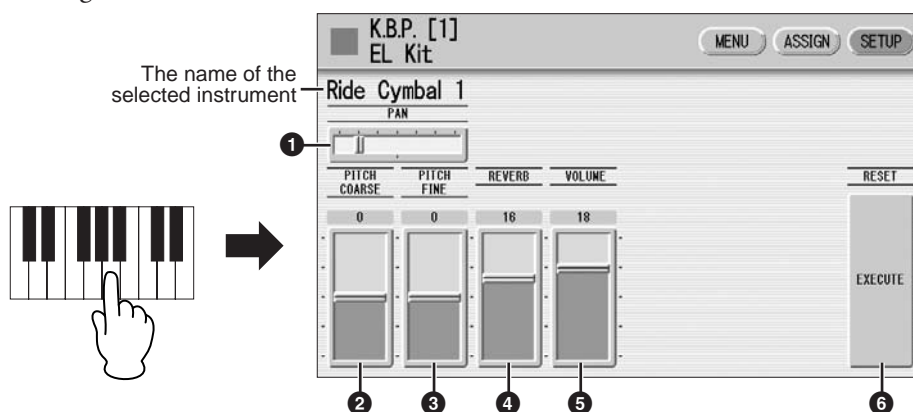 K.B.P. [1]
EL Kit
MENU
ASSIGN
SETUP
The name of the
selected instrument
Ride Cymbal 1
PAN
1
PITCH
COARSE
PITCH
FINE
REVERB
VOLUME
RESET
0
0
16
18
EXECUTE
2
3
4
5
6